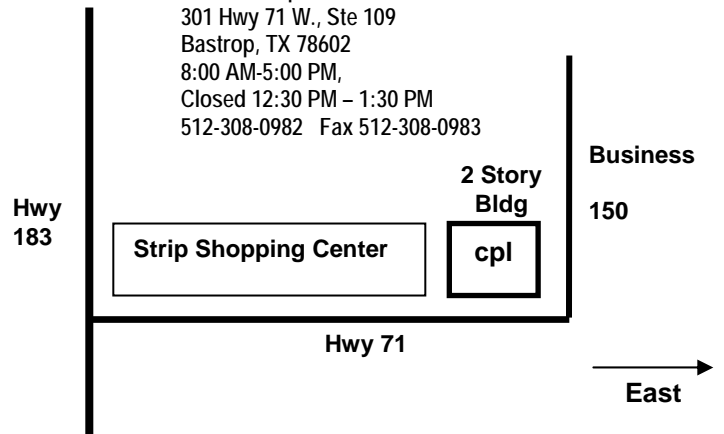 301 Hwy 71 W., Ste 109
Bastrop, TX 78602
8:00 AM-5:00 PM,
Closed 12:30 PM – 1:30 PM
512-308-0982 Fax 512-308-0983
Business
150
2 Story
Bldg
Hwy
183
Strip Shopping Center
cpl
Hwy 71
East